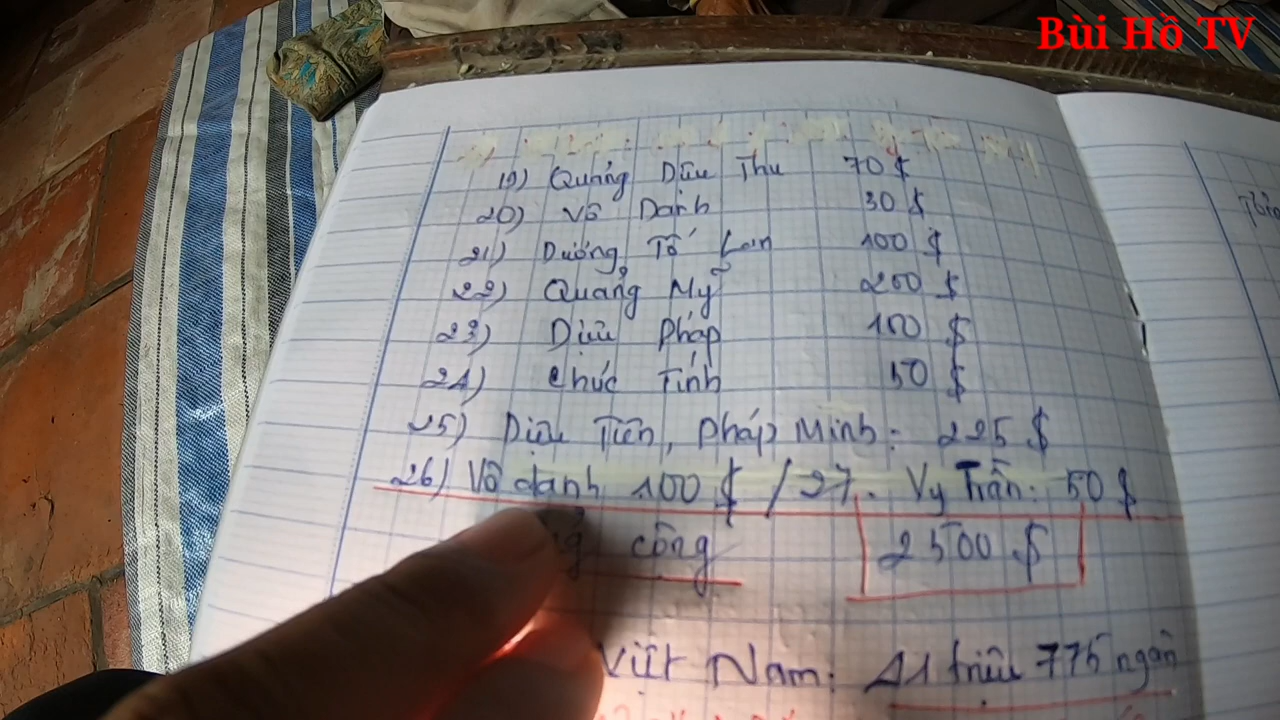 Bùi Hồ TV
19) Quảng Diệu Thu 70 $
20) Vô Danh 30 $
21) Dương Tố Loan 100 $
22) Quảng Mỹ 200 $
23) Diệu Pháp 100 $
24) Chúc Tính 50 $
25) Diệu Tiên, Pháp Minh: 225 $
26) Vô danh 100 $ / 27. Vy Trần: 50 $
cộng 2500 $
Việt Nam: 41 triệu 775 ngàn